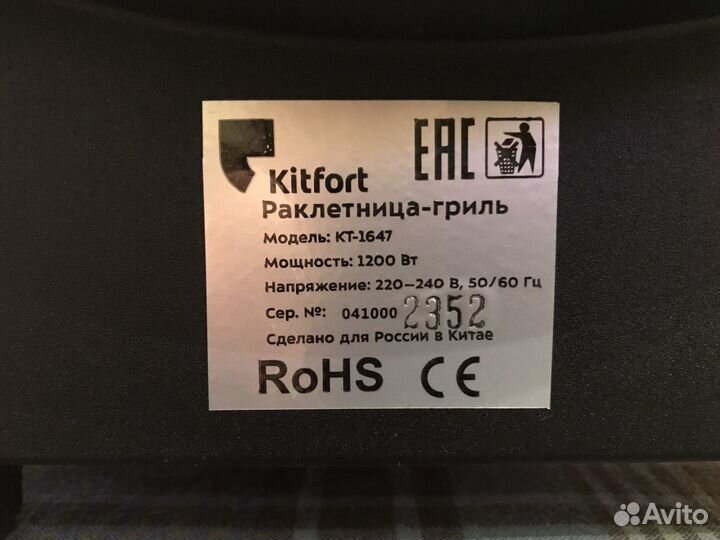 Kitfort
EAC
Раклетница-гриль
Модель: КТ-1647
Мощность: 1200 Вт
Напряжение: 220–240 В, 50/60 Гц
Сер. №: 041000 2352
Сделано для России в Китае
RoHS CE
Avito